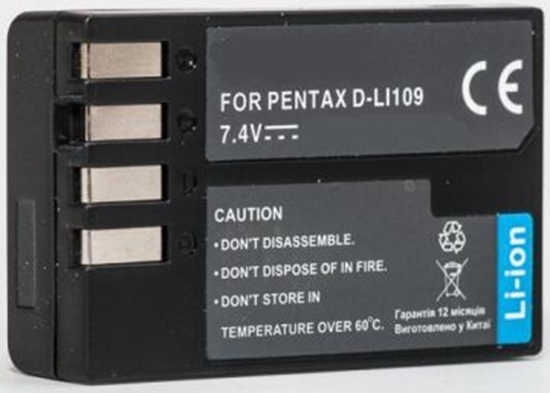 FOR PENTAX D-LI109
7.4V
CE
CAUTION
• DON'T DISASSEMBLE.
• DON'T DISPOSE OF IN FIRE.
• DON'T STORE IN
TEMPERATURE OVER 60°C.
Гарантія 12 місяців
Виготовлено у Китаї
Li-ion